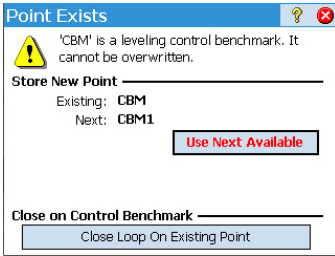 Point Exists
'CBM' is a leveling control benchmark. It
cannot be overwritten.
Store New Point
Existing: CBM
Next: CBM1
Use Next Available
Close on Control Benchmark
Close Loop On Existing Point